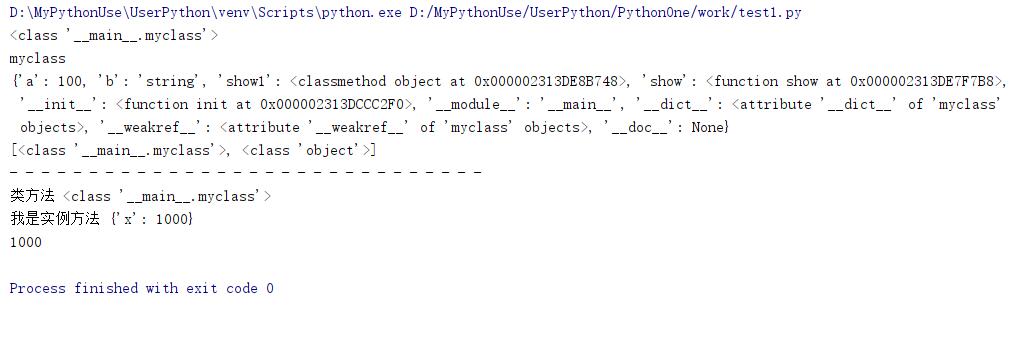 D:\MyPythonUse\UserPython\venv\Scripts\python.exe D:/MyPythonUse/UserPython/PythonOne/work/test1.py
<class '__main__.myclass'>
myclass
{'a': 100, 'b': 'string', 'show1': <classmethod object at 0x000002313DE8B748>, 'show': <function show at 0x000002313DE7F7B8>,
'__init__': <function init at 0x000002313DCCC2F0>, '__module__': '__main__', '__dict__': <attribute '__dict__' of 'myclass'
objects>, '__weakref__': <attribute '__weakref__' of 'myclass' objects>, '__doc__': None}
[<class '__main__.myclass'>, <class 'object'>]
- - - - - - - - - - - - - - - - - - - - - - - - - - - - - -
类方法 <class '__main__.myclass'>
我是实例方法 {'x': 1000}
1000
Process finished with exit code 0